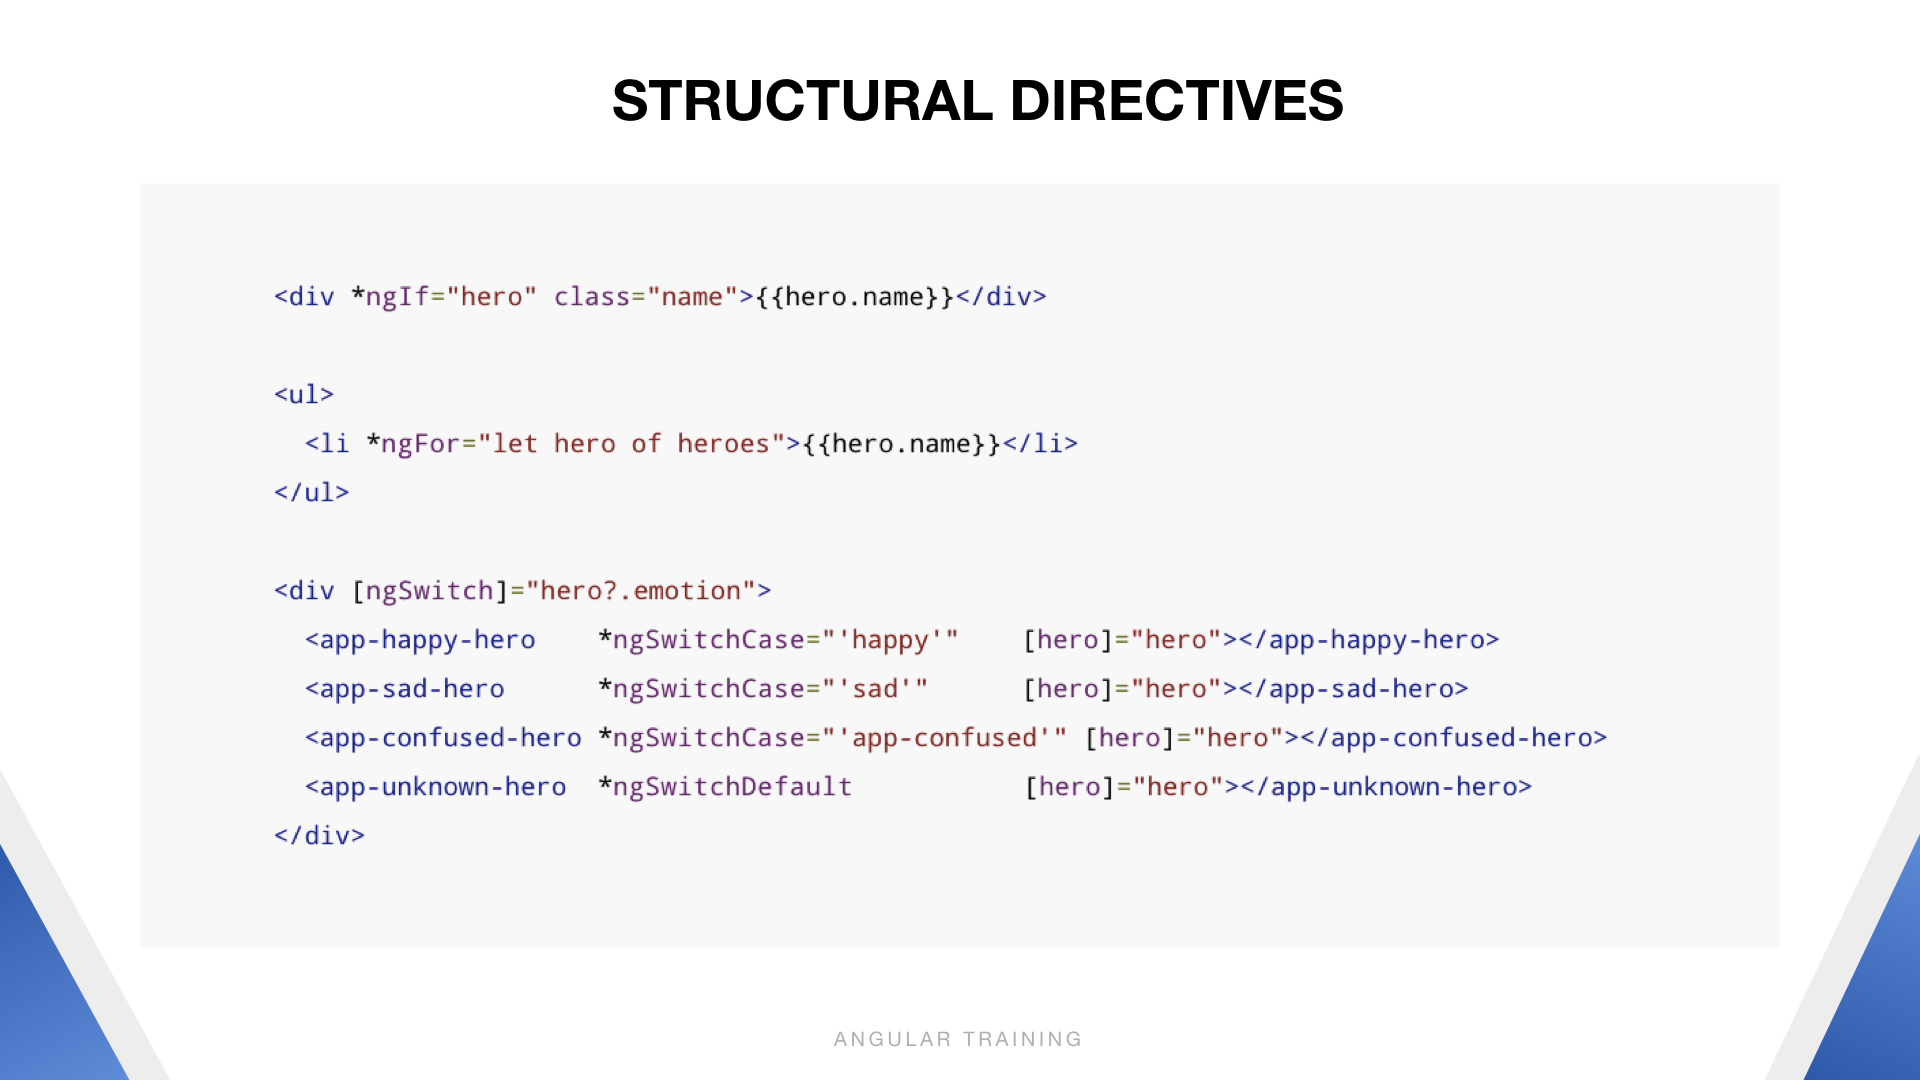 STRUCTURAL DIRECTIVES
<div *ngIf="hero" class="name">{{hero.name}}</div>
<ul>
  <li *ngFor="let hero of heroes">{{hero.name}}</li>
</ul>
<div [ngSwitch]="hero?.emotion">
  <app-happy-hero    *ngSwitchCase="'happy'"    [hero]="hero"></app-happy-hero>
  <app-sad-hero      *ngSwitchCase="'sad'"      [hero]="hero"></app-sad-hero>
  <app-confused-hero *ngSwitchCase="'app-confused'" [hero]="hero"></app-confused-hero>
  <app-unknown-hero  *ngSwitchDefault           [hero]="hero"></app-unknown-hero>
</div>
ANGULAR TRAINING